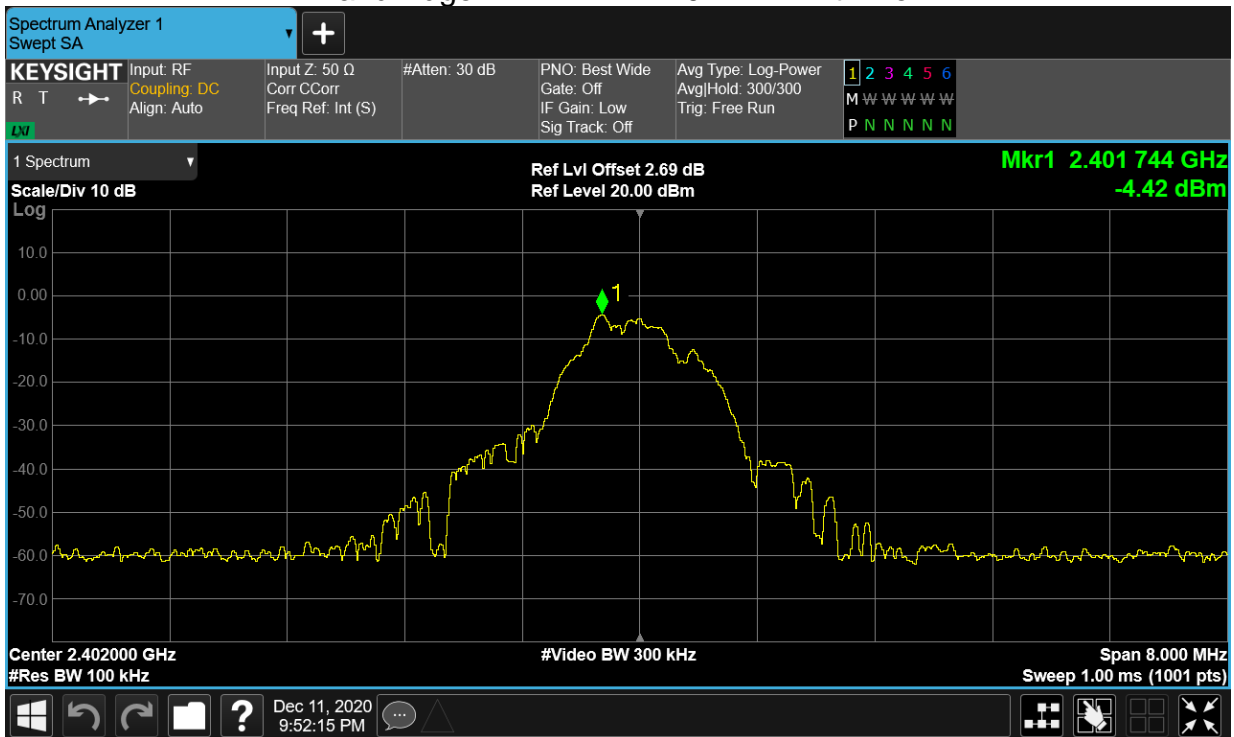 Spectrum Analyzer 1
Swept SA
+
KEYSIGHT
R T
LXI
Input: RF
Coupling: DC
Align: Auto
Input Z: 50 Ω
Corr CCorr
Freq Ref: Int (S)
#Atten: 30 dB
PNO: Best Wide
Gate: Off
IF Gain: Low
Sig Track: Off
Avg Type: Log-Power
Avg|Hold: 300/300
Trig: Free Run
1 2 3 4 5 6
M W W W W W
P N N N N N
1 Spectrum
Scale/Div 10 dB
Log
Ref Lvl Offset 2.69 dB
Ref Level 20.00 dBm
Mkr1 2.401 744 GHz
-4.42 dBm
10.0
0.00
1
-10.0
-20.0
-30.0
-40.0
-50.0
-60.0
-70.0
Center 2.402000 GHz
#Res BW 100 kHz
#Video BW 300 kHz
Span 8.000 MHz
Sweep 1.00 ms (1001 pts)
?
Dec 11, 2020
9:52:15 PM